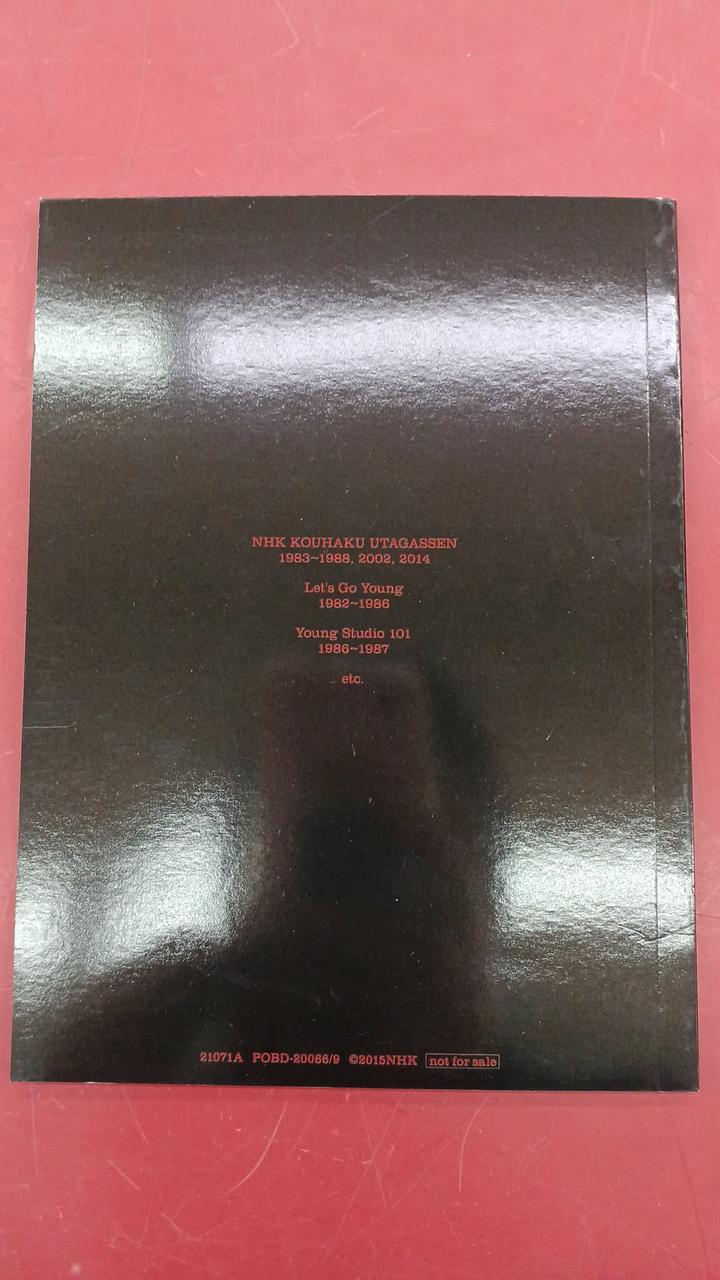 NHK KOUHAKU UTAGASSEN
1983~1988, 2002, 2014
Let's Go Young
1982~1986
Young Studio 101
1986~1987
etc.
21071A POBD-20086/9 ©2015NHK not for sale